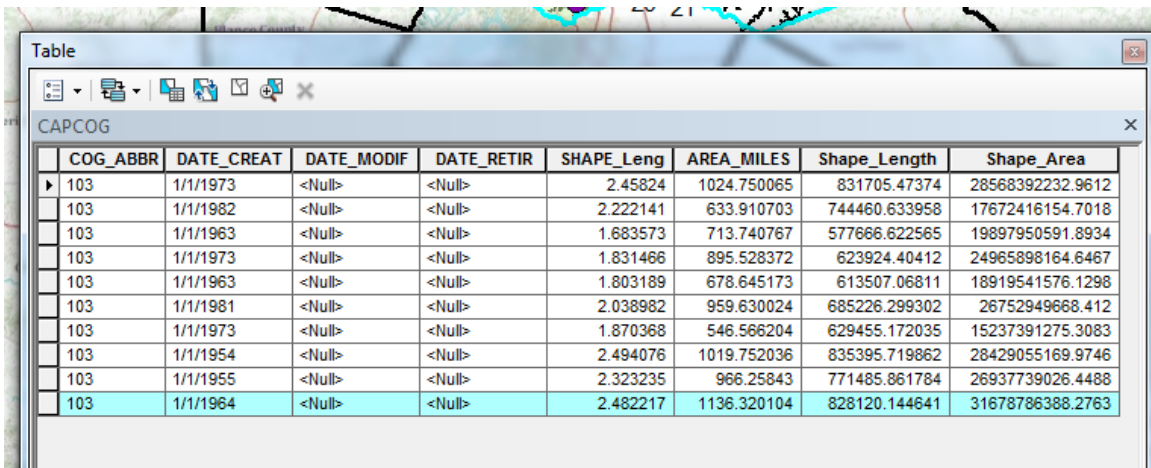 20 21
Blanco County
Table
CAPCOG
COG_ABBR DATE_CREAT DATE_MODIF DATE_RETIR SHAPE_Leng AREA_MILES Shape_Length Shape_Area
103 1/1/1973 <Null> <Null> 2.45824 1024.750065 831705.47374 28568392232.9612
103 1/1/1982 <Null> <Null> 2.222141 633.910703 744460.633958 17672416154.7018
103 1/1/1963 <Null> <Null> 1.683573 713.740767 577666.622565 19897950591.8934
103 1/1/1973 <Null> <Null> 1.831466 895.528372 623924.40412 24965898164.6467
103 1/1/1963 <Null> <Null> 1.803189 678.645173 613507.06811 18919541576.1298
103 1/1/1981 <Null> <Null> 2.038982 959.630024 685226.299302 26752949668.412
103 1/1/1973 <Null> <Null> 1.870368 546.566204 629455.172035 15237391275.3083
103 1/1/1954 <Null> <Null> 2.494076 1019.752036 835395.719862 28429055169.9746
103 1/1/1955 <Null> <Null> 2.323235 966.25843 771485.861784 26937739026.4488
103 1/1/1964 <Null> <Null> 2.482217 1136.320104 828120.144641 31678786388.2763